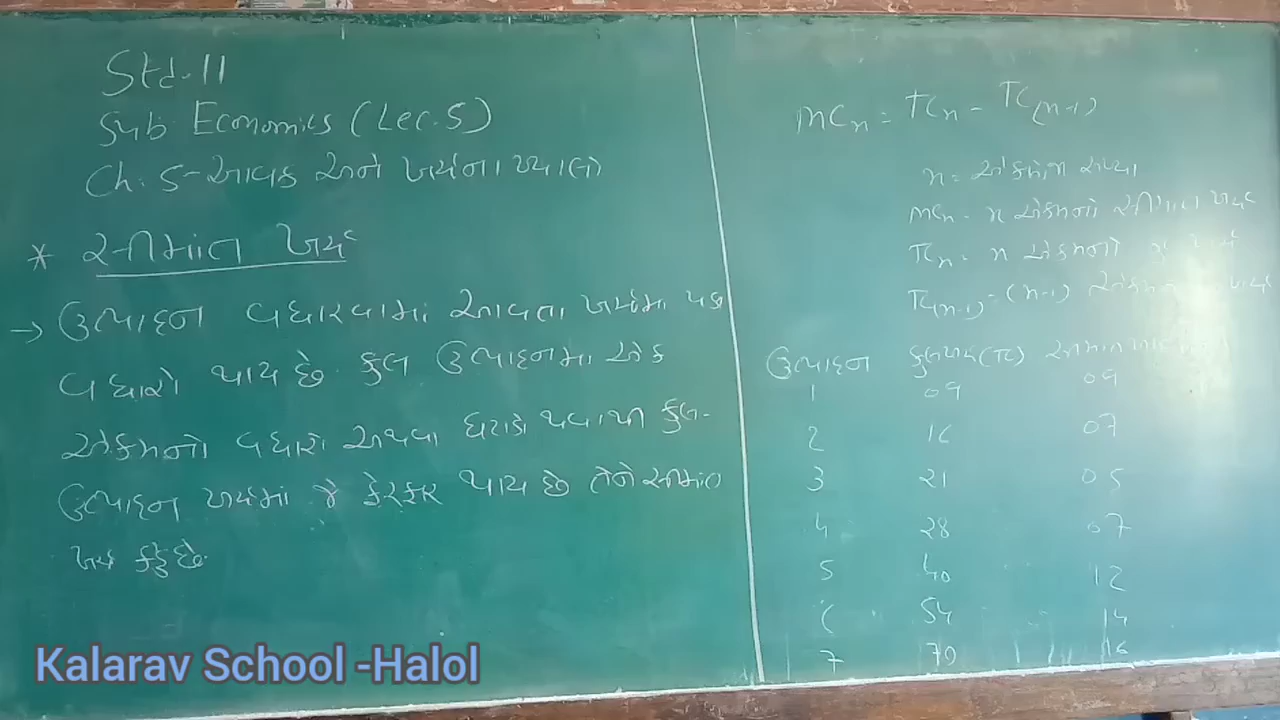 Std-11
Sub Economics (Lec.5)
Ch: 5-આવક અને ખર્ચના ખ્યાલો
* સીમાંત ખર્ચ
→ ઉત્પાદન વધારવામાં આવતા ખર્ચમાં પણ
વધારો થાય છે. કુલ ઉત્પાદનમાં એક
એકમનો વધારો અથવા ઘટાડો થવાથી કુલ-
ઉત્પાદન ખર્ચમાં જે ફેરફાર થાય છે તેને સીમાંત
ખર્ચ કહે છે.
MCn = TCn - TC(n-1)
n = એકમોની સંખ્યા
MCn = n એકમનો સીમાંત ખર્ચ
TCn = n એકમનો કુલ ખર્ચ
TC(n-1) = (n-1) એકમનો ખર્ચ
ઉત્પાદન કુલખર્ચ(TC) સીમાંત
1 09 09
2 16 07
3 21 05
4 28 07
5 40 12
6 54 14
7 70 16
Kalarav School -Halol